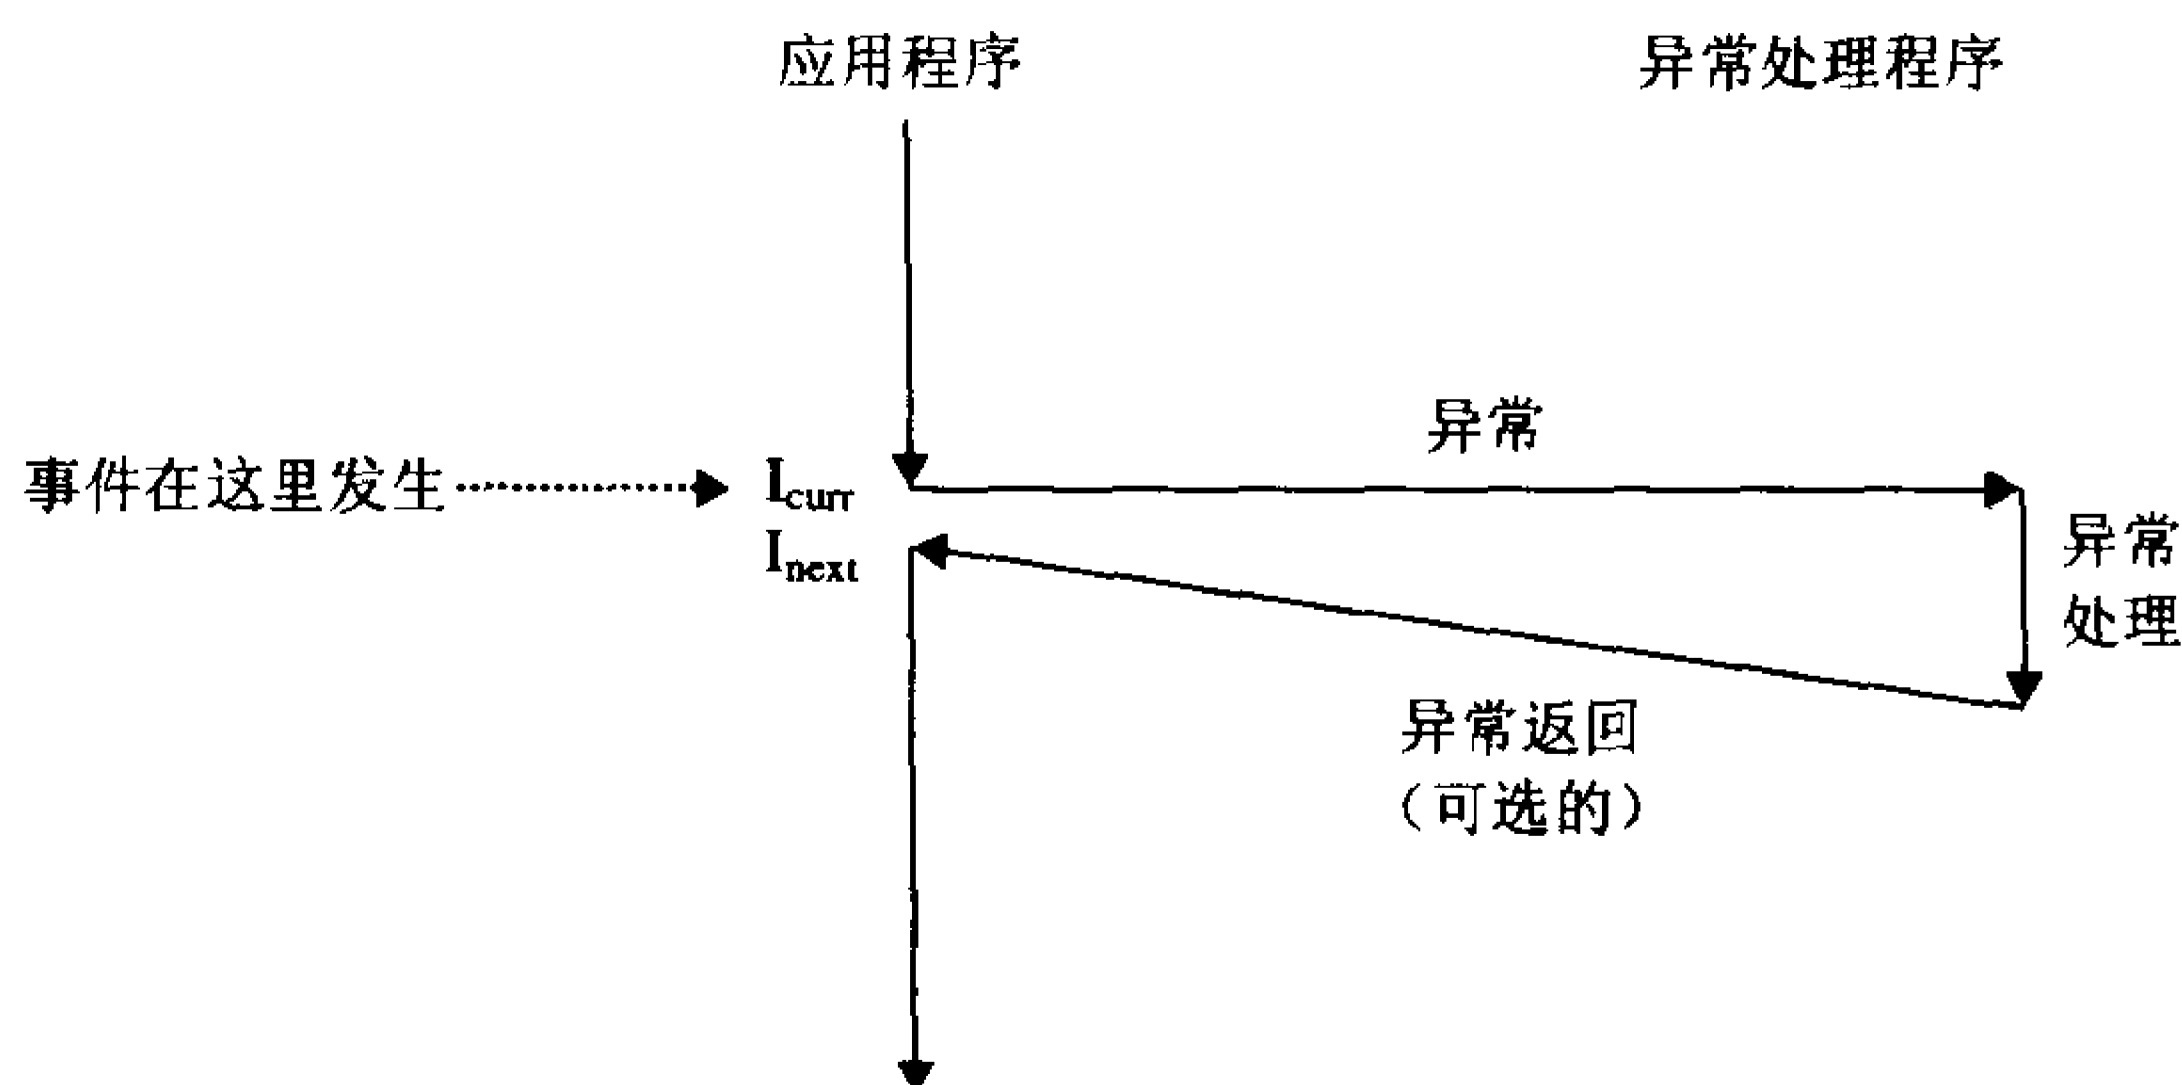 应用程序
异常处理程序
异常
事件在这里发生
Icurr
Inext
异常
处理
异常返回
（可选的）